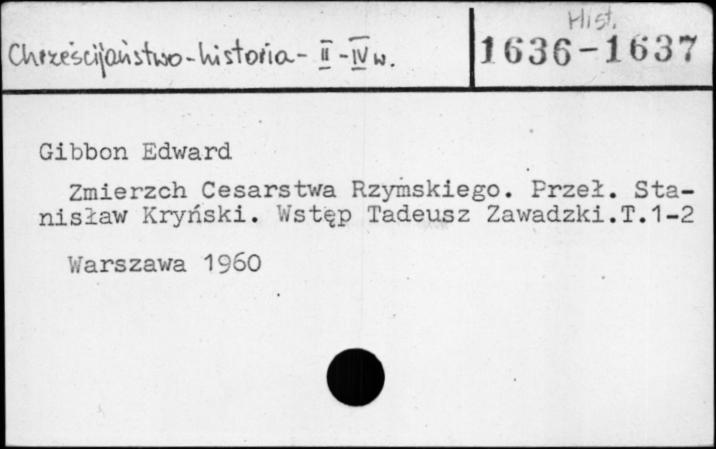 Hist.
Chrześcijaństwo-historia- II -IV w.
1636-1637
Gibbon Edward
Zmierzch Cesarstwa Rzymskiego. Przeł. Sta-
nisław Kryński. Wstęp Tadeusz Zawadzki.T.1-2
Warszawa 1960